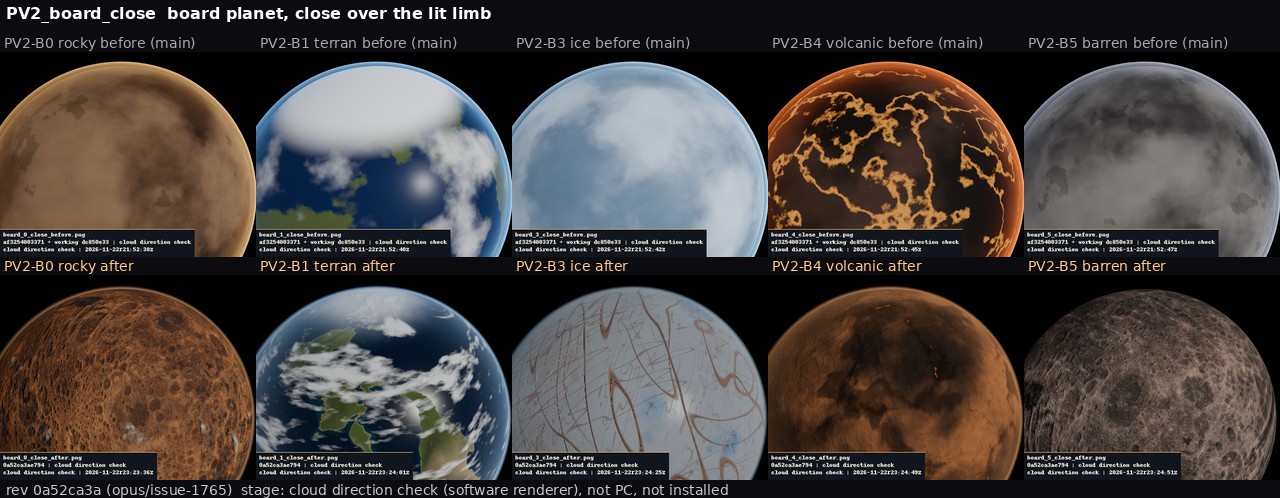 PV2_board_close  board planet, close over the lit limb
PV2-B0 rocky before (main)
PV2-B1 terran before (main)
PV2-B3 ice before (main)
PV2-B4 volcanic before (main)
PV2-B5 barren before (main)
board_0_close_before.png
af3254003371 + working dc850e33 | cloud direction check
cloud direction check | 2026-11-22T21:52:38z
board_1_close_before.png
af3254003371 + working dc850e33 | cloud direction check
cloud direction check | 2026-11-22T21:52:40z
board_3_close_before.png
af3254003371 + working dc850e33 | cloud direction check
cloud direction check | 2026-11-22T21:52:42z
board_4_close_before.png
af3254003371 + working dc850e33 | cloud direction check
cloud direction check | 2026-11-22T21:52:45z
board_5_close_before.png
af3254003371 + working dc850e33 | cloud direction check
cloud direction check | 2026-11-22T21:52:47z
PV2-B0 rocky after
PV2-B1 terran after
PV2-B3 ice after
PV2-B4 volcanic after
PV2-B5 barren after
board_0_close_after.png
0a52ca3ae794 | cloud direction check
cloud direction check | 2026-11-22T23:23:36z
board_1_close_after.png
0a52ca3ae794 | cloud direction check
cloud direction check | 2026-11-22T23:24:01z
board_3_close_after.png
0a52ca3ae794 | cloud direction check
cloud direction check | 2026-11-22T23:24:25z
board_4_close_after.png
0a52ca3ae794 | cloud direction check
cloud direction check | 2026-11-22T23:24:49z
board_5_close_after.png
0a52ca3ae794 | cloud direction check
cloud direction check | 2026-11-22T23:24:51z
rev 0a52ca3a (opus/issue-1765)  stage: cloud direction check (software renderer), not PC, not installed